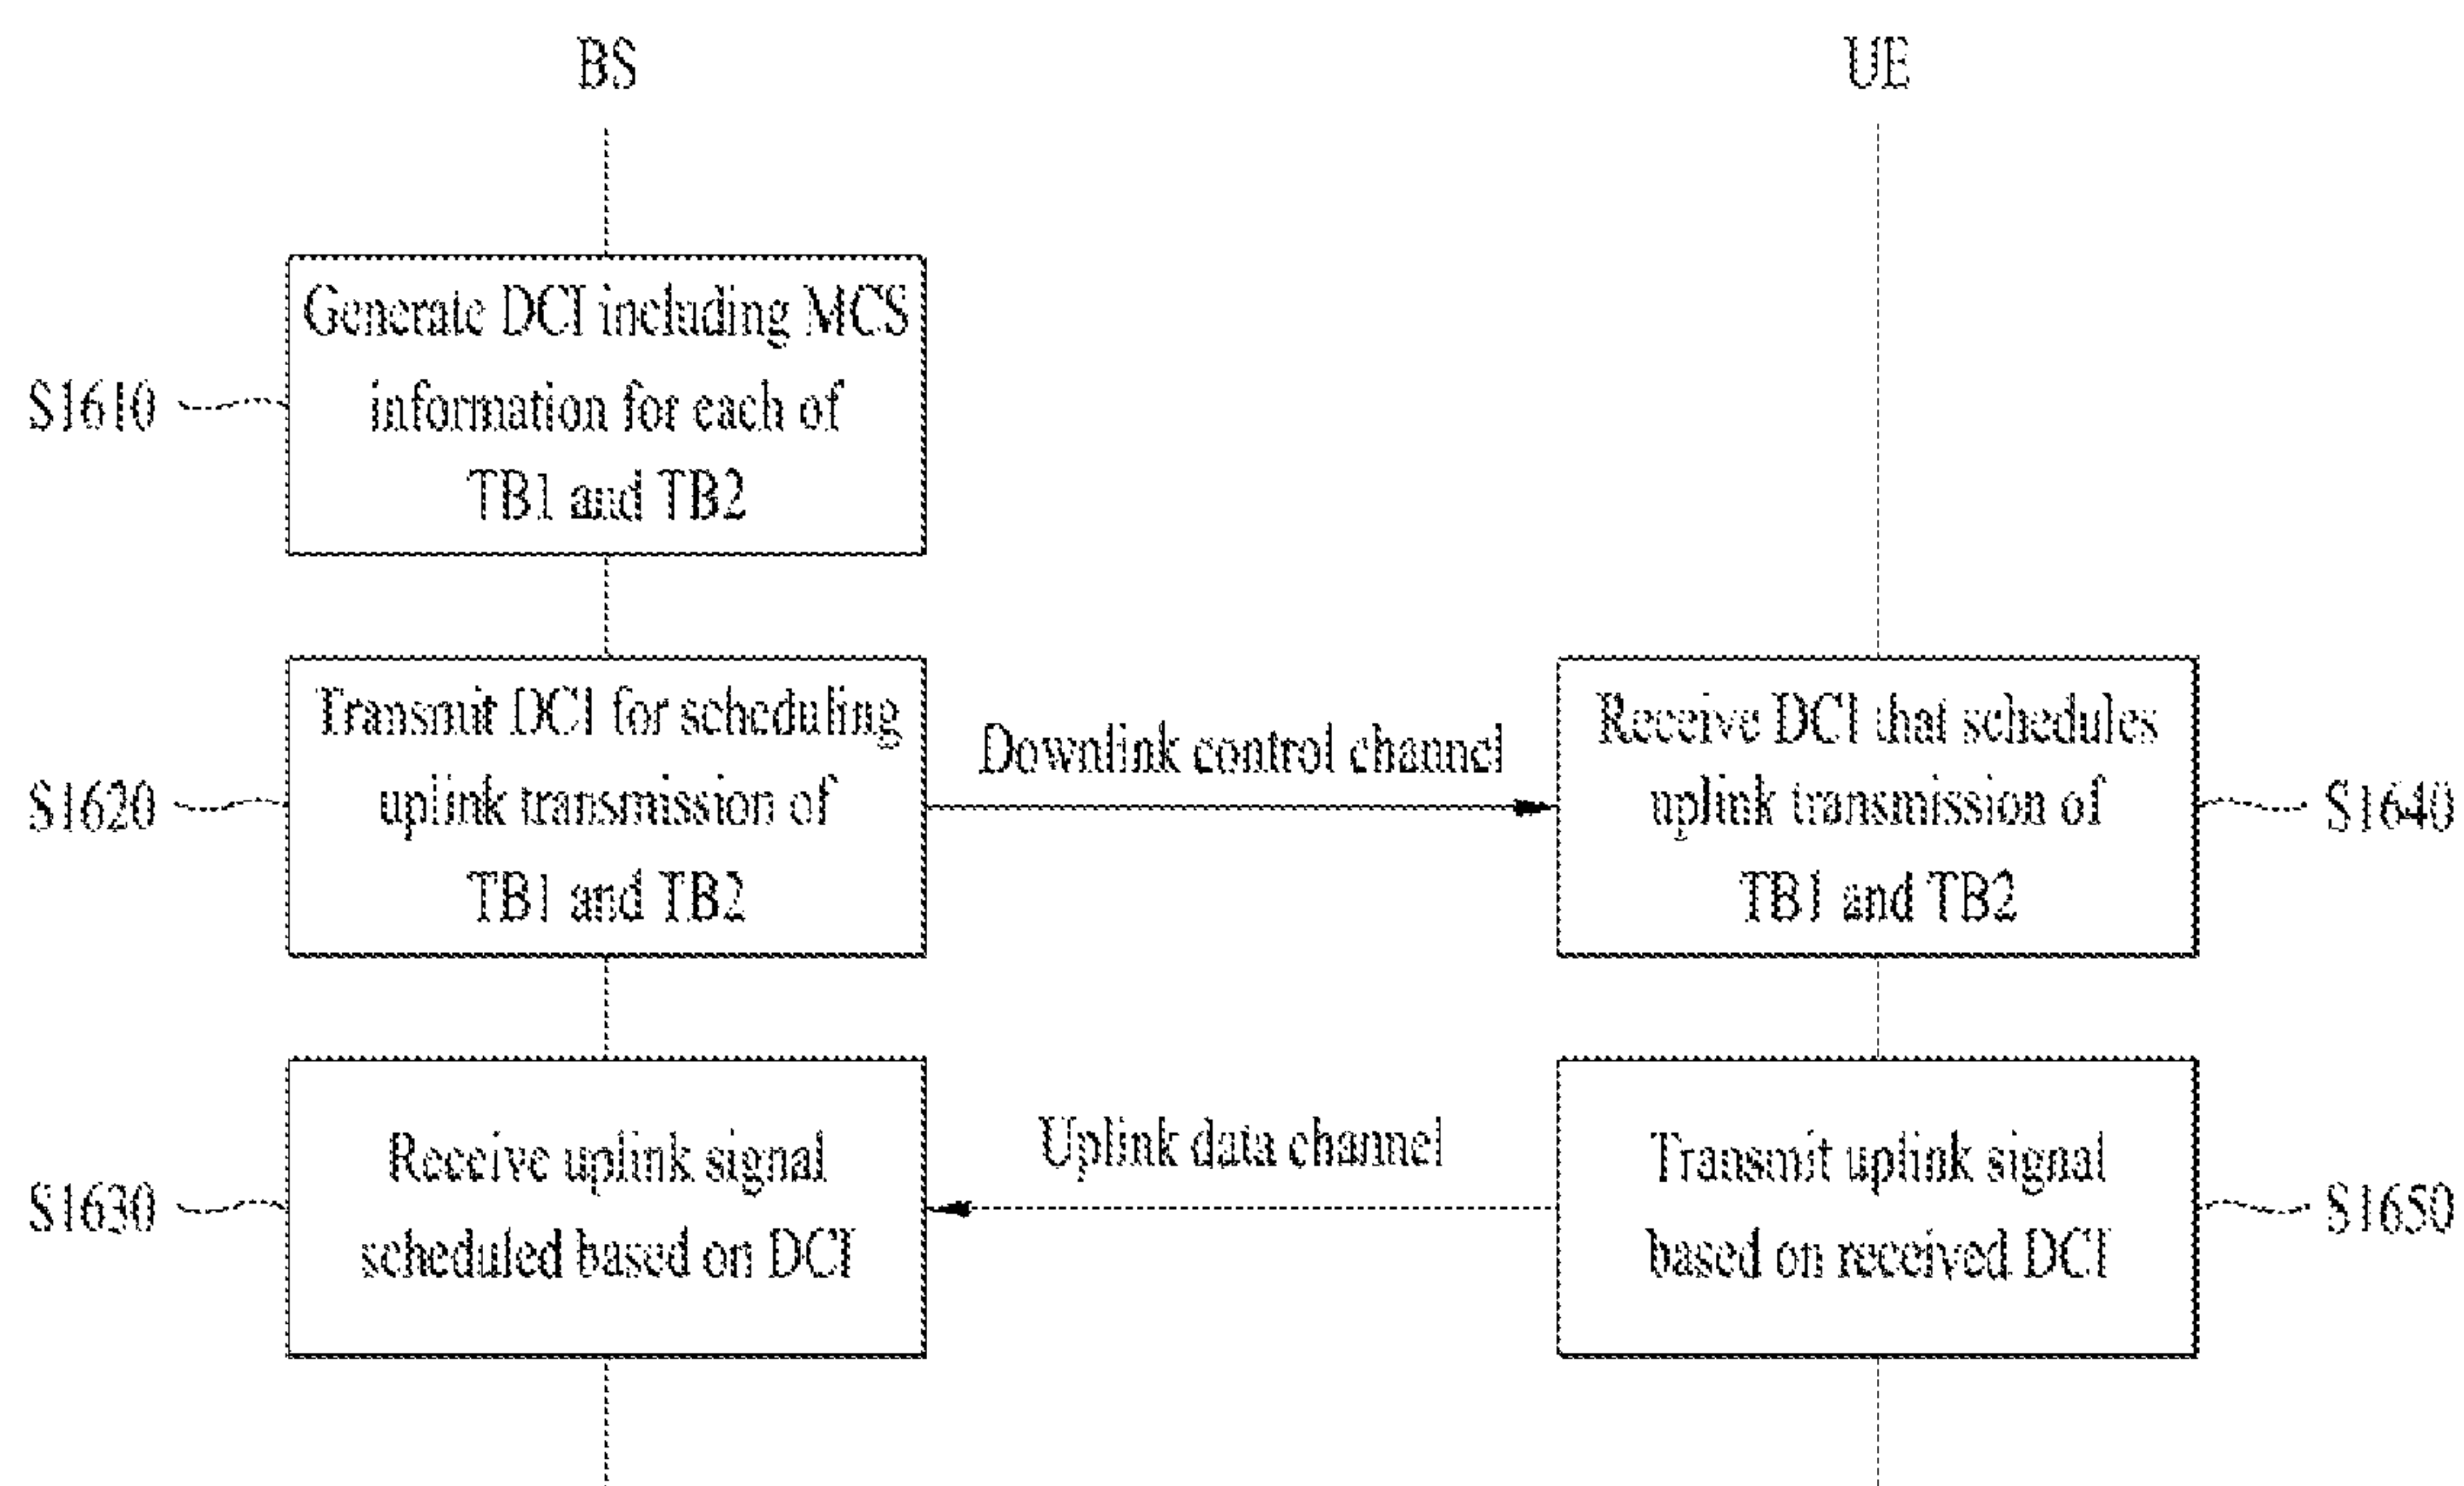 BS
UE
Generate DCI including MCS
information for each of
TB1 and TB2
S1610
Transmit DCI for scheduling
uplink transmission of
TB1 and TB2
S1620
Downlink control channel
Receive DCI that schedules
uplink transmission of
TB1 and TB2
S1640
Receive uplink signal
scheduled based on DCI
S1630
Uplink data channel
Transmit uplink signal
based on received DCI
S1650